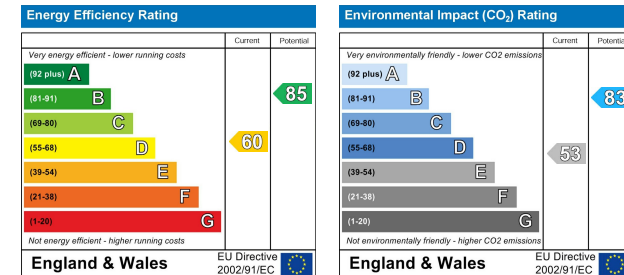 Energy Efficiency Rating
Current Potential
Very energy efficient - lower running costs
(92 plus) A
(81-91) B
85
(69-80) C
(55-68) D
60
(39-54) E
(21-38) F
(1-20) G
Not energy efficient - higher running costs
England & Wales
EU Directive
2002/91/EC
Environmental Impact (CO₂) Rating
Current Potential
Very environmentally friendly - lower CO2 emissions
(92 plus) A
(81-91) B
83
(69-80) C
(55-68) D
(39-54) E
53
(21-38) F
(1-20) G
Not environmentally friendly - higher CO2 emissions
England & Wales
EU Directive
2002/91/EC